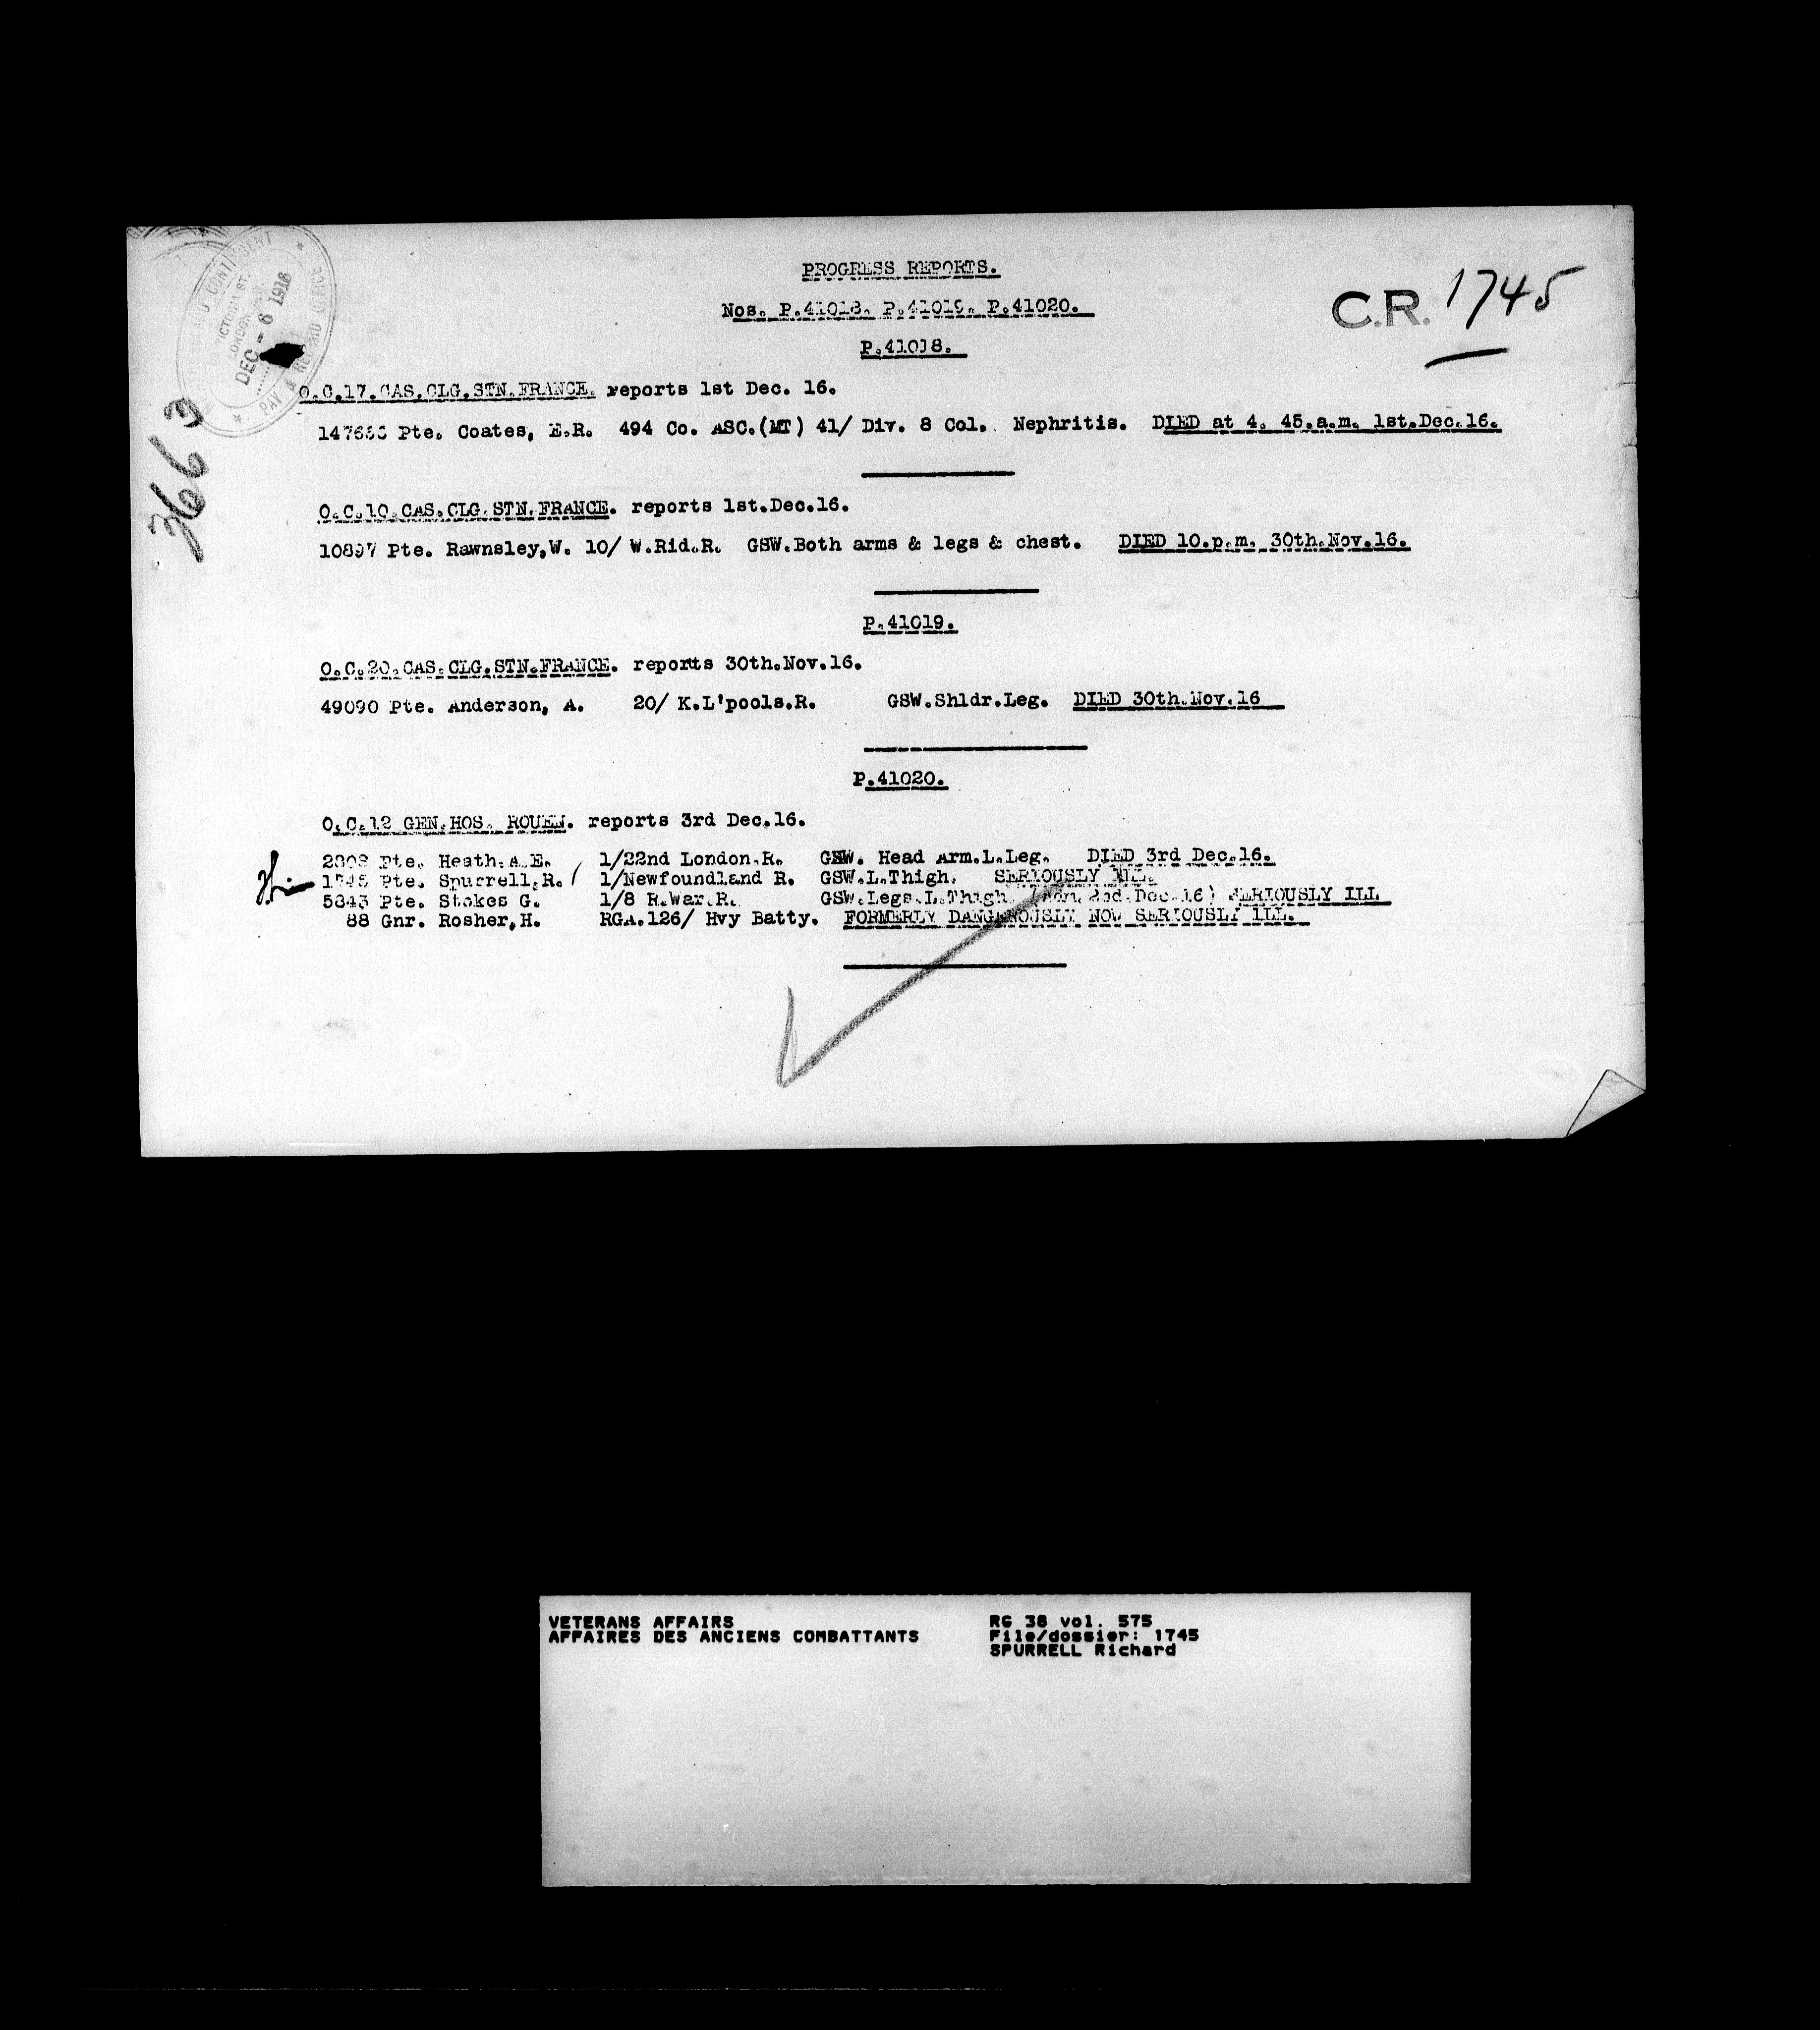 PROGRESS REPORTS.
Nos. P.41018. P.41019. P.41020.
C.R. 1745
P.41018.
DEC - 6 1916
3663
O.C.17.CAS.CLG.STN.FRANCE. reports 1st Dec. 16.
Pte. Coates, E.R. 494 Co. ASC.(MT) 41/ Div. 8 Col. Nephritis. DIED at 4. 45.a.m. 1st.Dec.16.
O.C.10.CAS.CLG.STN.FRANCE. reports 1st.Dec.16.
10897 Pte. Rawnsley,W. 10/ W.Rid.R. GSW.Both arms & legs & chest. DIED 10.p.m. 30th.Nov.16.
P.41019.
O.C.20.CAS.CLG.STN.FRANCE. reports 30th.Nov.16.
49090 Pte. Anderson, A. 20/ K.L'pools.R. GSW.Shldr.Leg. DIED 30th.Nov.16
P.41020.
O.C.12 GEN.HOS. ROUEN. reports 3rd Dec.16.
Pte. Heath.A.E. 1/22nd London.R. GSW. Head Arm.L.Leg. DIED 3rd Dec.16.
1745 Pte. Spurrell,R. / 1/Newfoundland R. GSW.L.Thigh. SERIOUSLY ILL.
5343 Pte. Stokes G. 1/8 R.War.R. GSW.Legs.L.Thigh 2nd.Dec.16) SERIOUSLY ILL
88 Gnr. Rosher,H. RGA.126/ Hvy Batty. FORMERLY DANGEROUSLY NOW SERIOUSLY ILL.
VETERANS AFFAIRS
AFFAIRES DES ANCIENS COMBATTANTS
RG 38 vol. 575
File/dossier: 1745
SPURRELL Richard